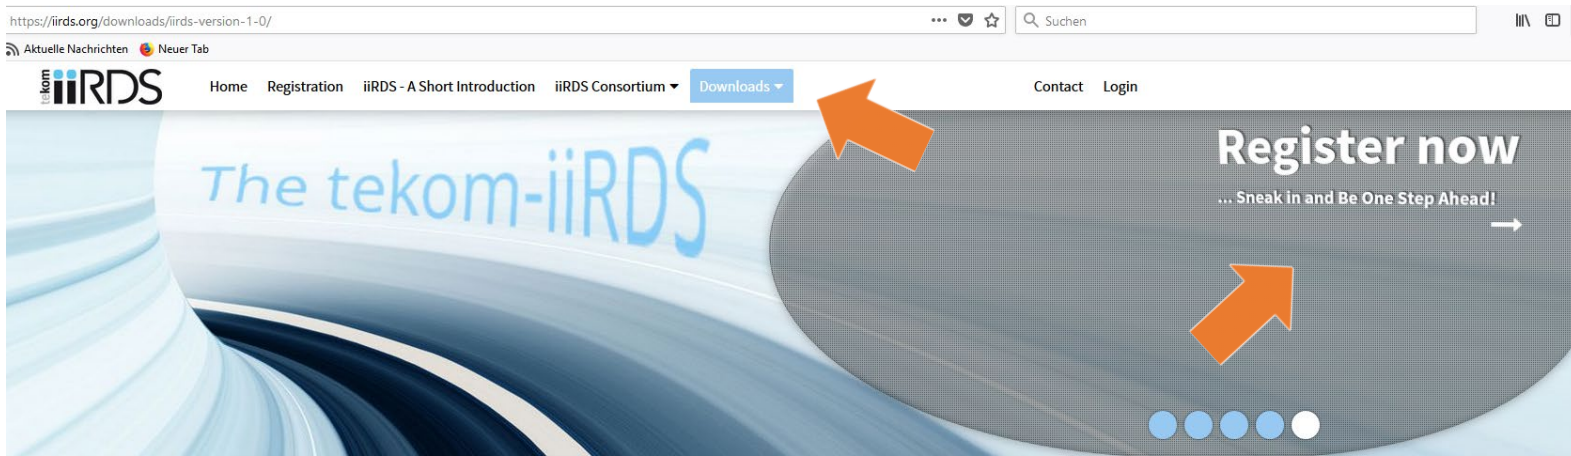 https://iirds.org/downloads/iirds-version-1-0/
Suchen
Aktuelle Nachrichten Neuer Tab
tekom iiRDS
Home Registration iiRDS - A Short Introduction iiRDS Consortium Downloads Contact Login
The tekom-iiRDS
Register now
... Sneak in and Be One Step Ahead!